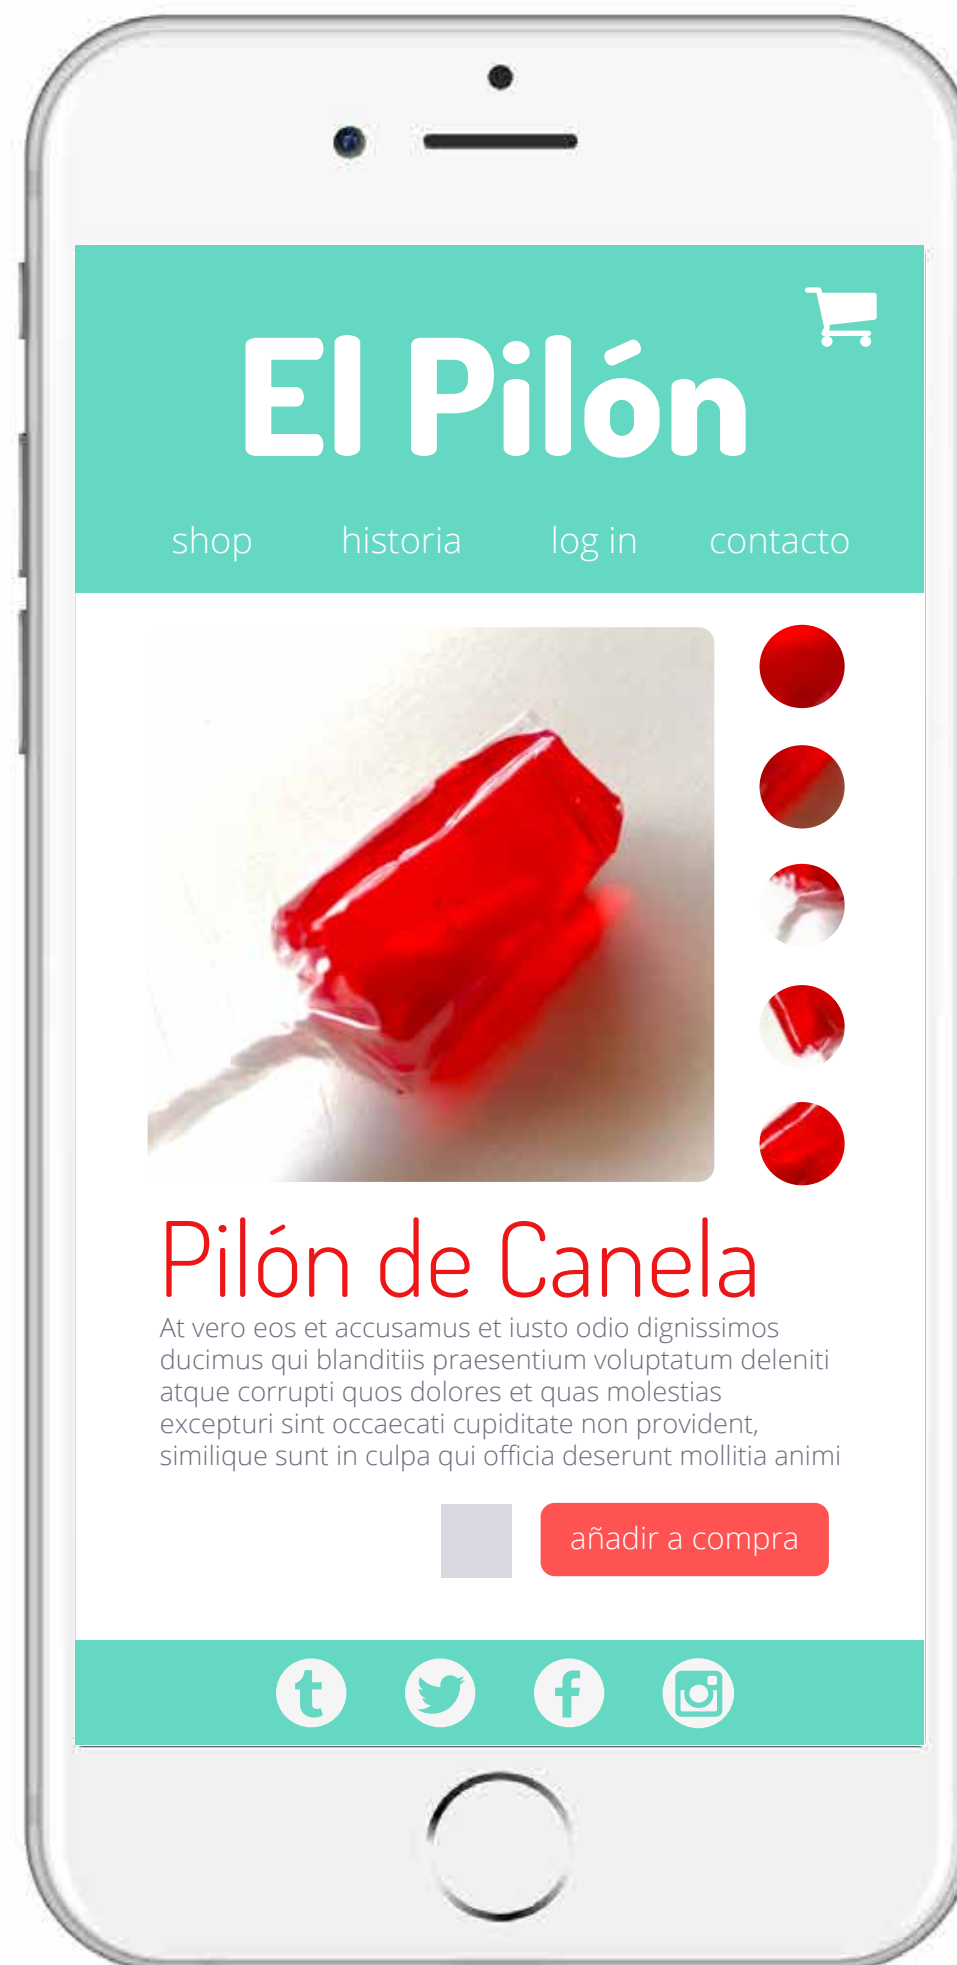 El Pilón
shop historia log in contacto
Pilón de Canela
At vero eos et accusamus et iusto odio dignissimos
ducimus qui blanditiis praesentium voluptatum deleniti
atque corrupti quos dolores et quas molestias
excepturi sint occaecati cupiditate non provident,
similique sunt in culpa qui officia deserunt mollitia animi
añadir a compra